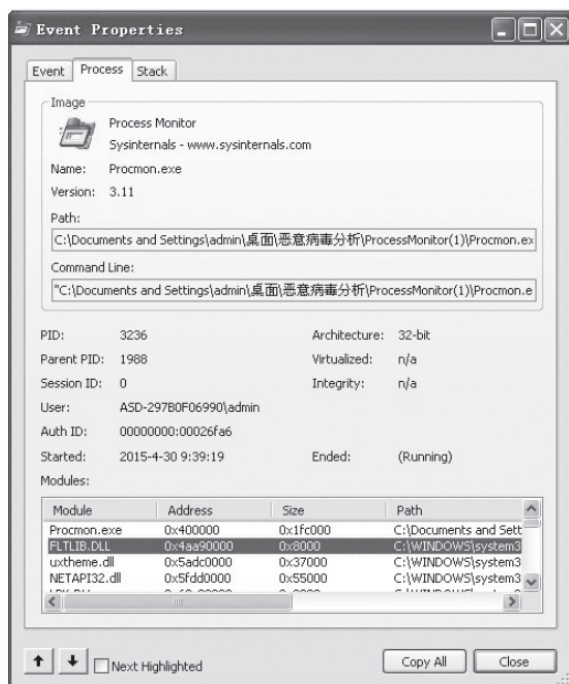 Event Properties
Event Process Stack
Image
Process Monitor
Sysinternals - www.sysinternals.com
Name: Procmon.exe
Version: 3.11
Path:
C:\Documents and Settings\admin\桌面\恶意病毒分析\ProcessMonitor(1)\Procmon.ex
Command Line:
"C:\Documents and Settings\admin\桌面\恶意病毒分析\ProcessMonitor(1)\Procmon.e
PID: 3236 Architecture: 32-bit
Parent PID: 1988 Virtualized: n/a
Session ID: 0 Integrity: n/a
User: ASD-297B0F06990\admin
Auth ID: 00000000:00026fa6
Started: 2015-4-30 9:39:19 Ended: (Running)
Modules:
Module Address Size Path
Procmon.exe 0x400000 0x1fc000 C:\Documents and Sett
FLTLIB.DLL 0x4aa90000 0x8000 C:\WINDOWS\system3
uxtheme.dll 0x5adc0000 0x37000 C:\WINDOWS\system3
NETAPI32.dll 0x5fdd0000 0x55000 C:\WINDOWS\system3
Next Highlighted Copy All Close